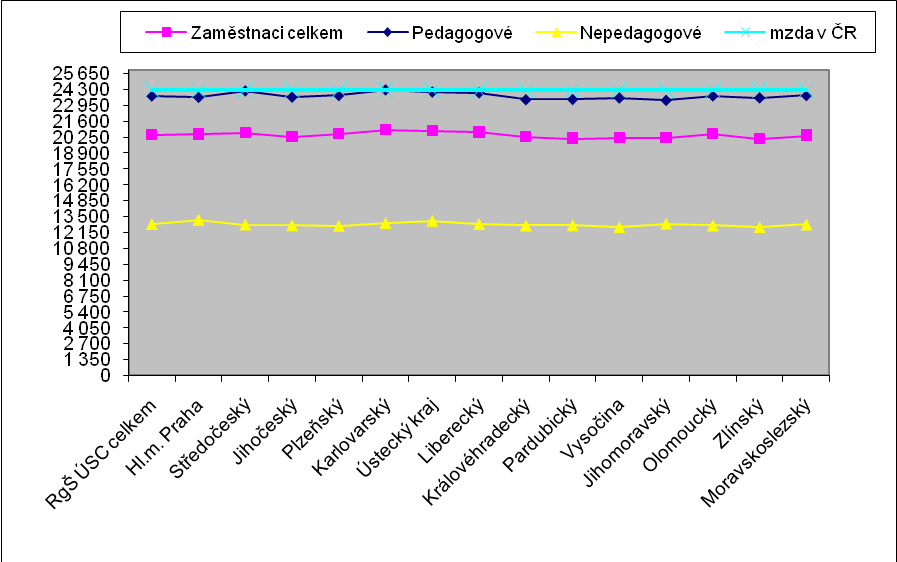 Zaměstnaci celkem Pedagogové Nepedagogové mzda v ČR
25 650
24 300
22 950
21 600
20 250
18 900
17 550
16 200
14 850
13 500
12 150
10 800
9 450
8 100
6 750
5 400
4 050
2 700
1 350
0
RgŠ ÚSC celkem
Hl.m. Praha
Středočeský
Jihočeský
Plzeňský
Karlovarský
Ústecký kraj
Liberecký
Královéhradecký
Pardubický
Vysočina
Jihomoravský
Olomoucký
Zlínský
Moravskoslezský